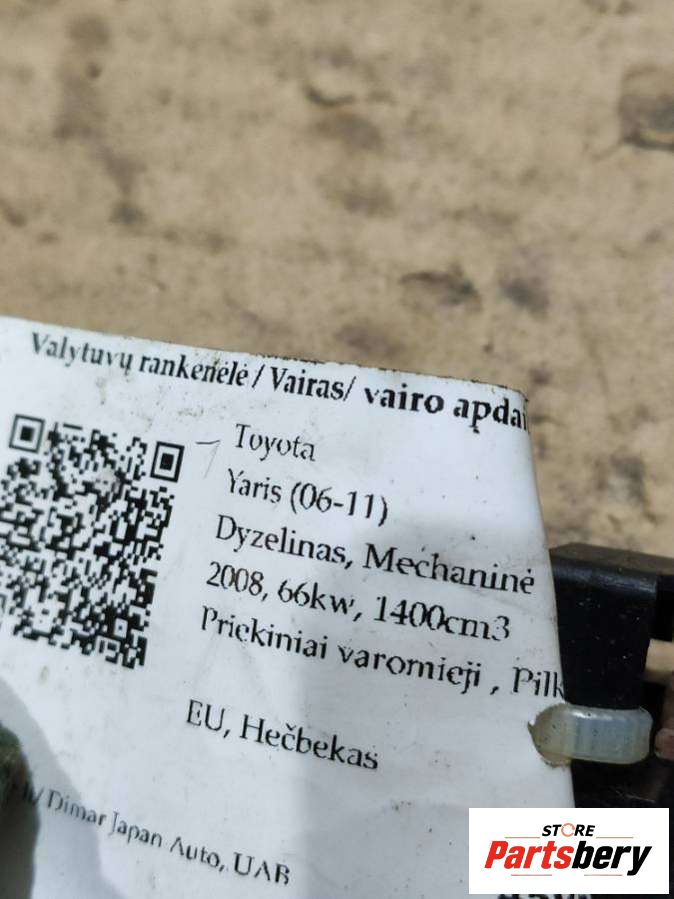 Valytuvų rankenėlė / Vairas/ vairo apdai
Toyota
Yaris (06-11)
Dyzelinas, Mechaninė
2008, 66kw, 1400cm3
Priekiniai varomieji , Pilk
EU, Hečbekas
Dimar Japan Auto, UAB
STORE
Partsbery